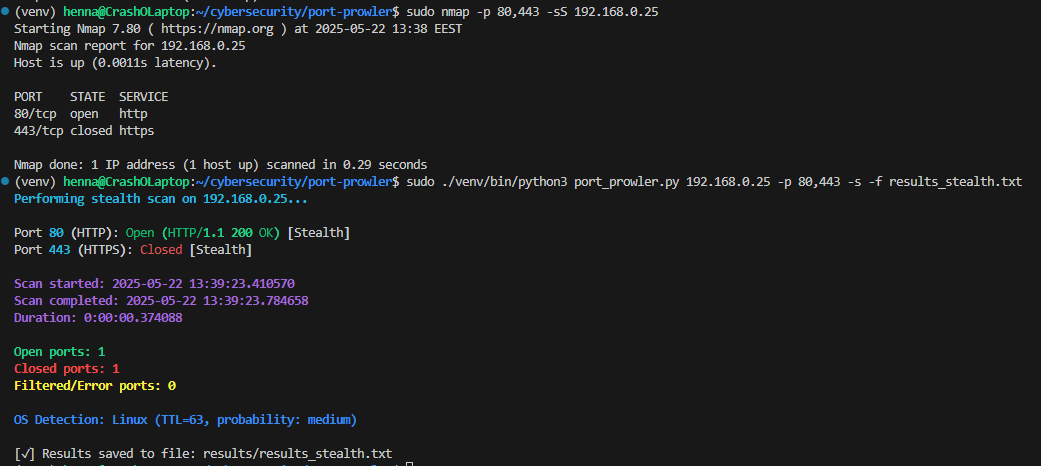 (venv) henna@CrashOLaptop:~/cybersecurity/port-prowler$ sudo nmap -p 80,443 -sS 192.168.0.25
Starting Nmap 7.80 ( https://nmap.org ) at 2025-05-22 13:38 EEST
Nmap scan report for 192.168.0.25
Host is up (0.0011s latency).
PORT    STATE  SERVICE
80/tcp  open   http
443/tcp closed https
Nmap done: 1 IP address (1 host up) scanned in 0.29 seconds
(venv) henna@CrashOLaptop:~/cybersecurity/port-prowler$ sudo ./venv/bin/python3 port_prowler.py 192.168.0.25 -p 80,443 -s -f results_stealth.txt
Performing stealth scan on 192.168.0.25...
Port 80 (HTTP): Open (HTTP/1.1 200 OK) [Stealth]
Port 443 (HTTPS): Closed [Stealth]
Scan started: 2025-05-22 13:39:23.410570
Scan completed: 2025-05-22 13:39:23.784658
Duration: 0:00:00.374088
Open ports: 1
Closed ports: 1
Filtered/Error ports: 0
OS Detection: Linux (TTL=63, probability: medium)
[✓] Results saved to file: results/results_stealth.txt